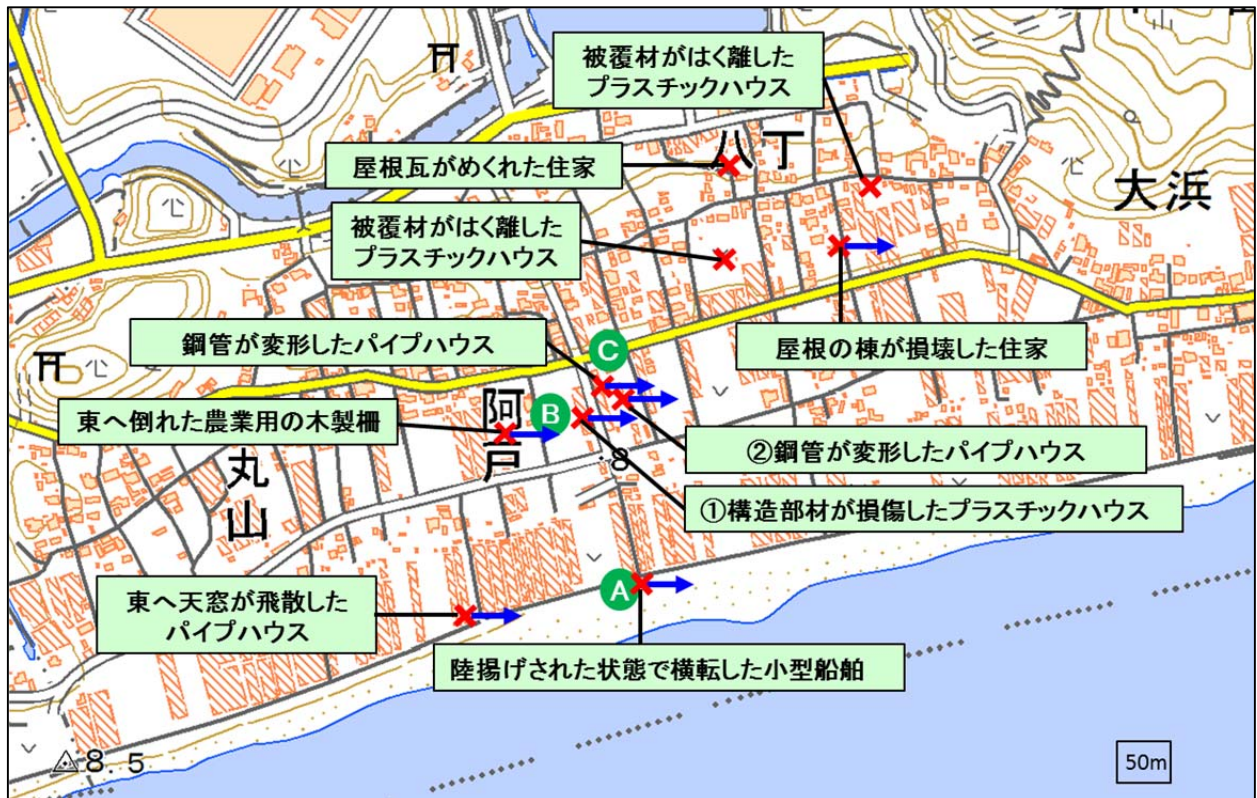 被覆材がはく離した
プラスチックハウス
八丁
屋根瓦がめくれた住家
大浜
被覆材がはく離した
プラスチックハウス
鋼管が変形したパイプハウス
C
屋根の棟が損壊した住家
東へ倒れた農業用の木製柵
阿戸
B
丸山
8
②鋼管が変形したパイプハウス
①構造部材が損傷したプラスチックハウス
東へ天窓が飛散した
パイプハウス
A
陸揚げされた状態で横転した小型船舶
8.5
50m